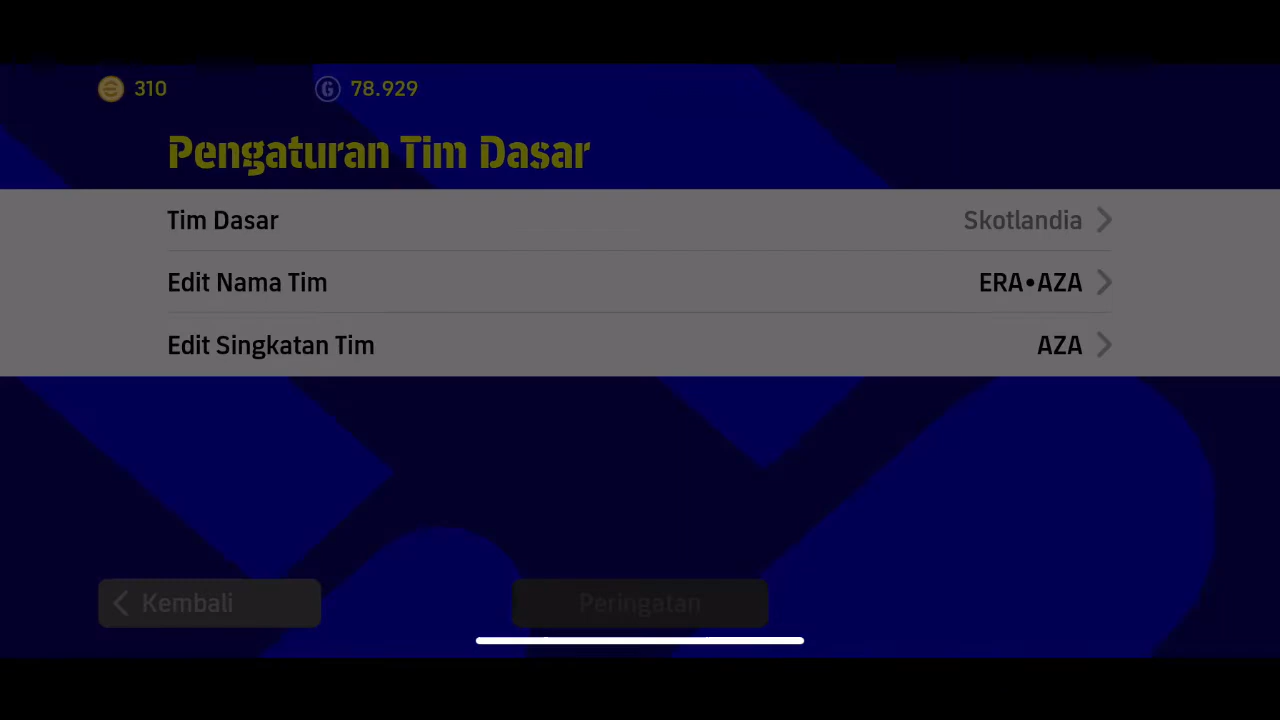 310
78.929
Pengaturan Tim Dasar
Tim Dasar Skotlandia
Edit Nama Tim ERA•AZA
Edit Singkatan Tim AZA
Kembali Peringatan